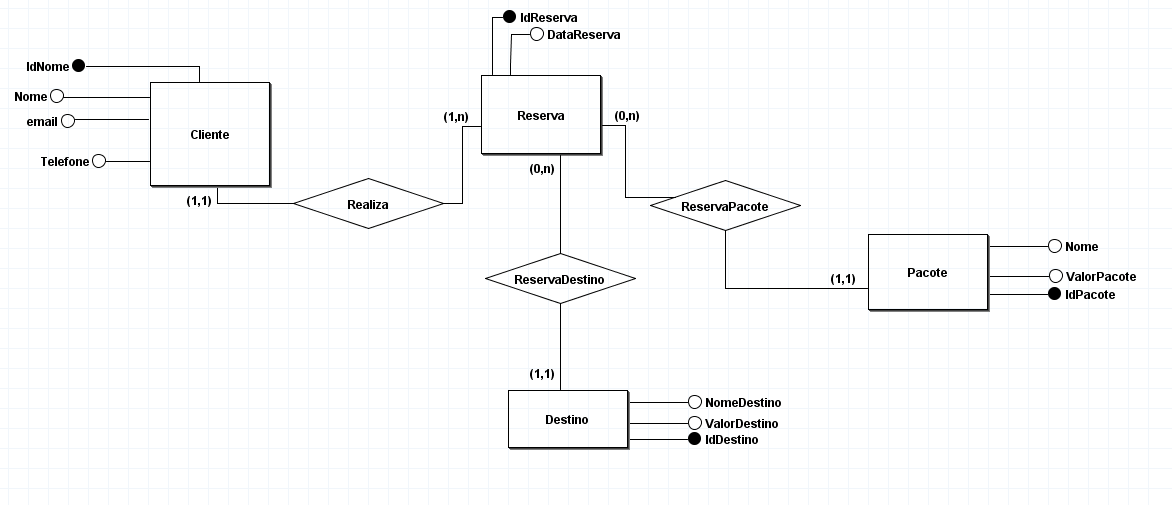 IdReserva
DataReserva
IdNome
Nome
email
Telefone
Cliente
(1,1)
Realiza
(1,n)
Reserva
(0,n)
(0,n)
ReservaPacote
ReservaDestino
(1,1)
Pacote
Nome
ValorPacote
IdPacote
(1,1)
Destino
NomeDestino
ValorDestino
IdDestino